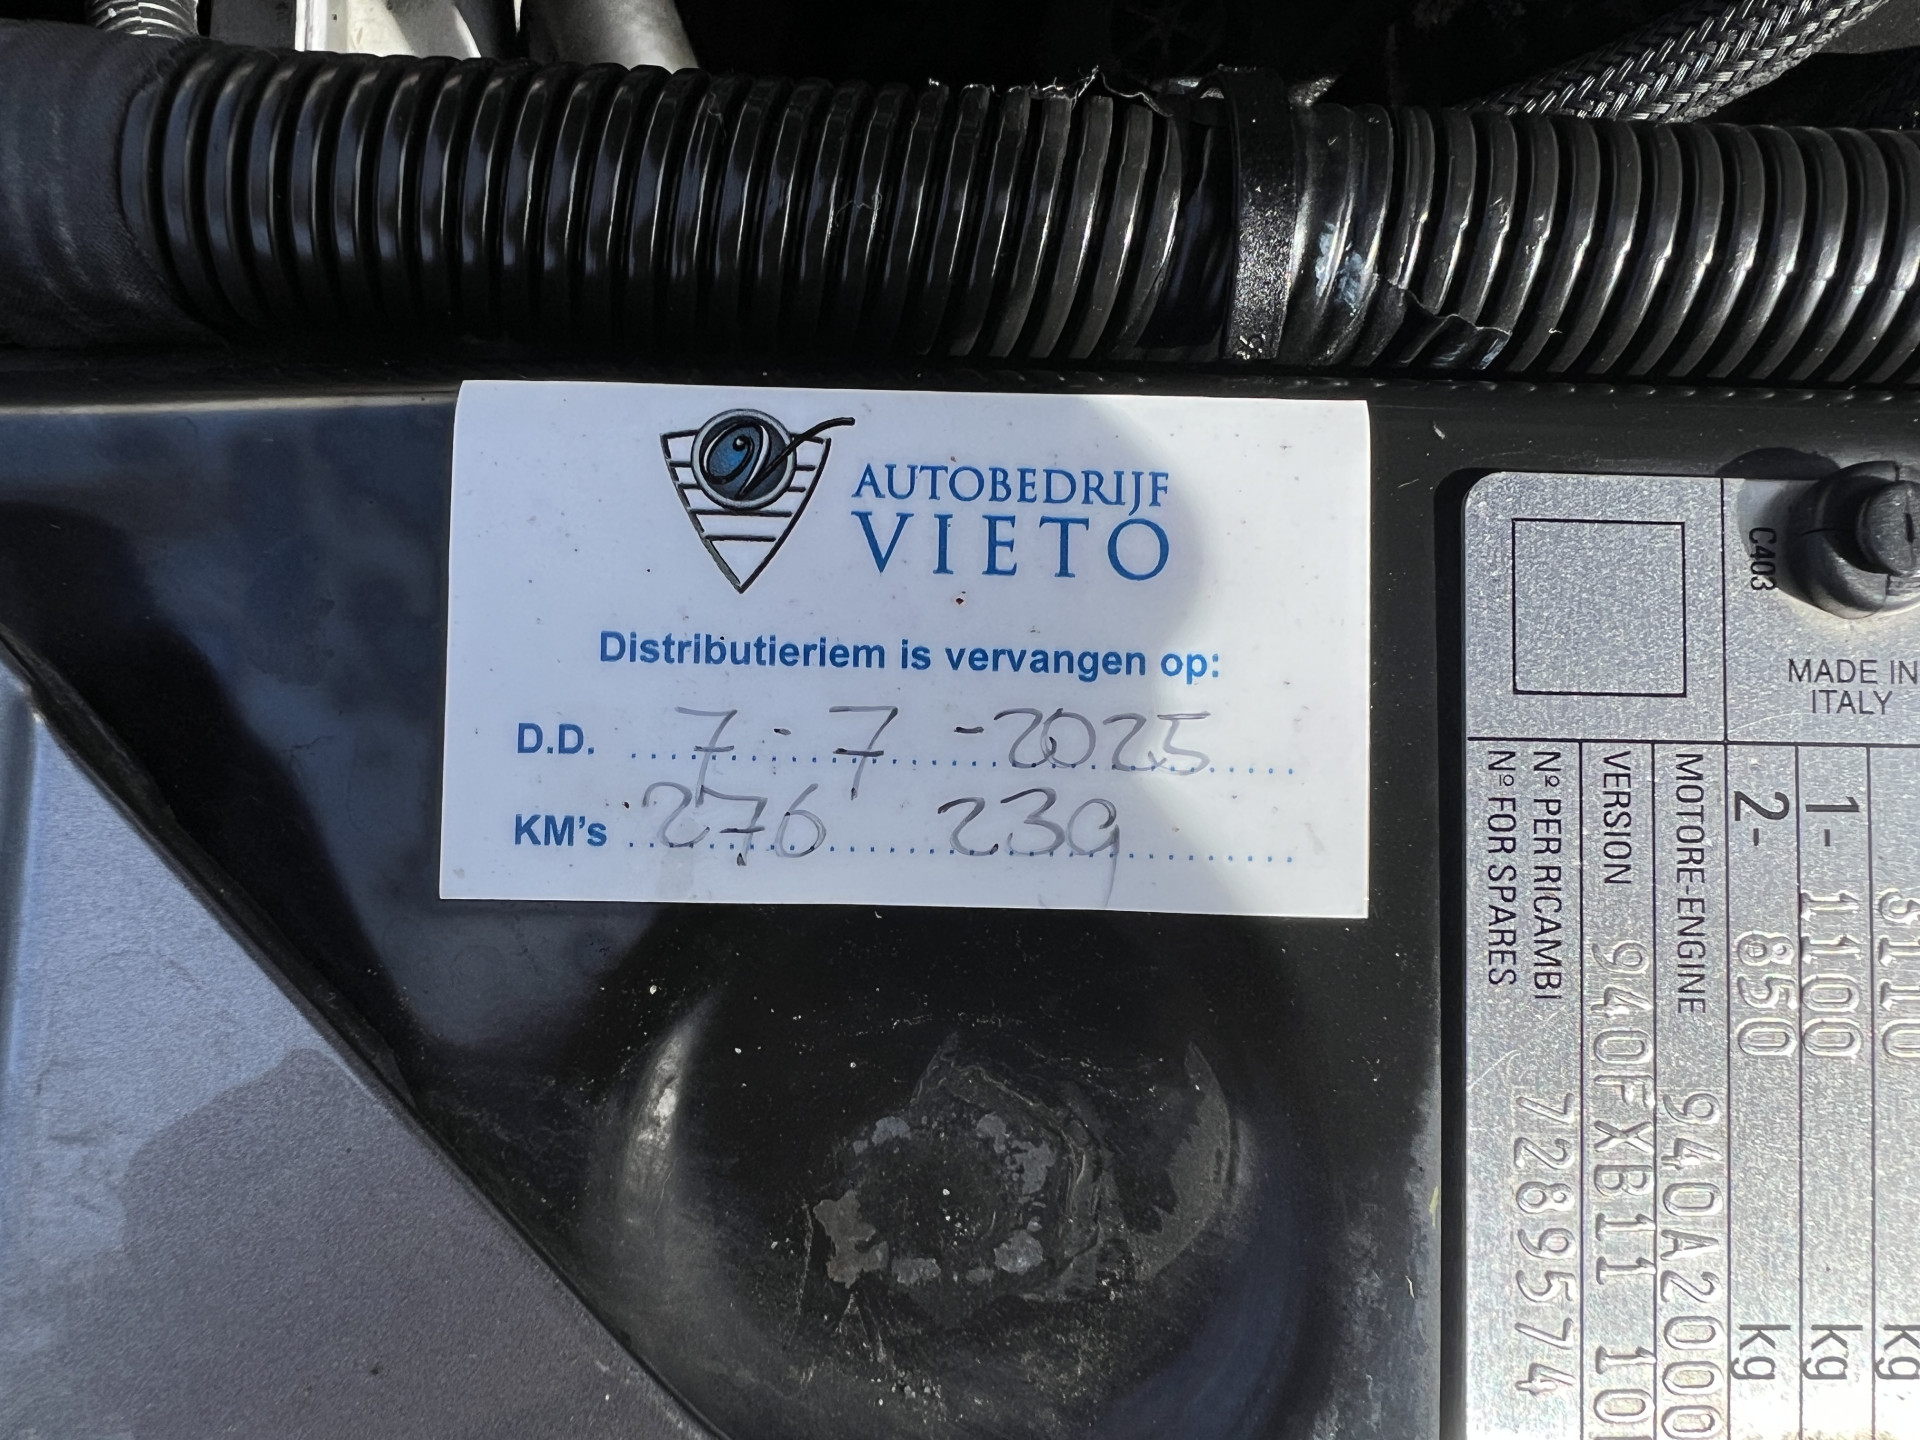 AUTOBEDRIJF
VIETO
Distributieriem is vervangen op:
D.D. 7 - 7 - 2025
KM's 276 239
C403
MADE IN
ITALY
1- 1100 kg
2- 850 kg
MOTORE-ENGINE 940A2000
VERSION 940FXB11 10
Nº PER RICAMBI
Nº FOR SPARES 7289574